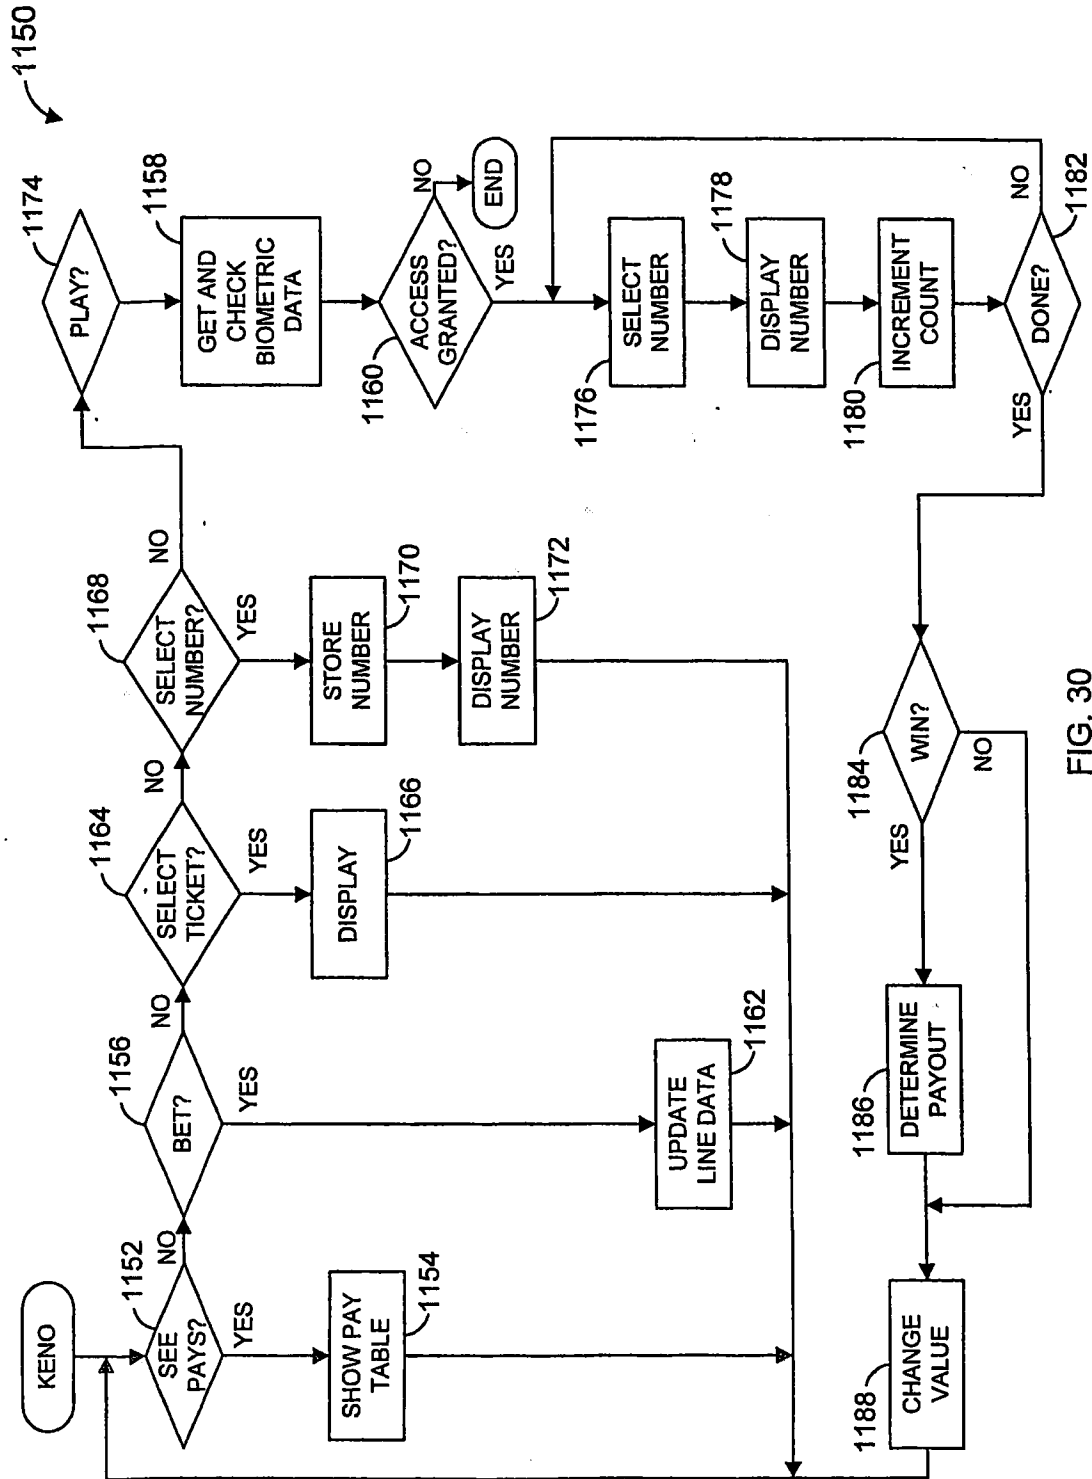 1150
KENO
1152
SEE
PAYS?
NO
YES
SHOW PAY
TABLE
1154
1156
BET?
NO
YES
UPDATE
LINE DATA
1162
1164
SELECT
TICKET?
NO
YES
DISPLAY
1166
1168
SELECT
NUMBER?
NO
YES
STORE
NUMBER
1170
DISPLAY
NUMBER
1172
1174
PLAY?
GET AND
CHECK
BIOMETRIC
DATA
1158
ACCESS
GRANTED?
1160
NO
END
YES
SELECT
NUMBER
1176
DISPLAY
NUMBER
1178
INCREMENT
COUNT
1180
DONE?
1182
NO
YES
WIN?
1184
NO
YES
DETERMINE
PAYOUT
1186
CHANGE
VALUE
1188
FIG. 30